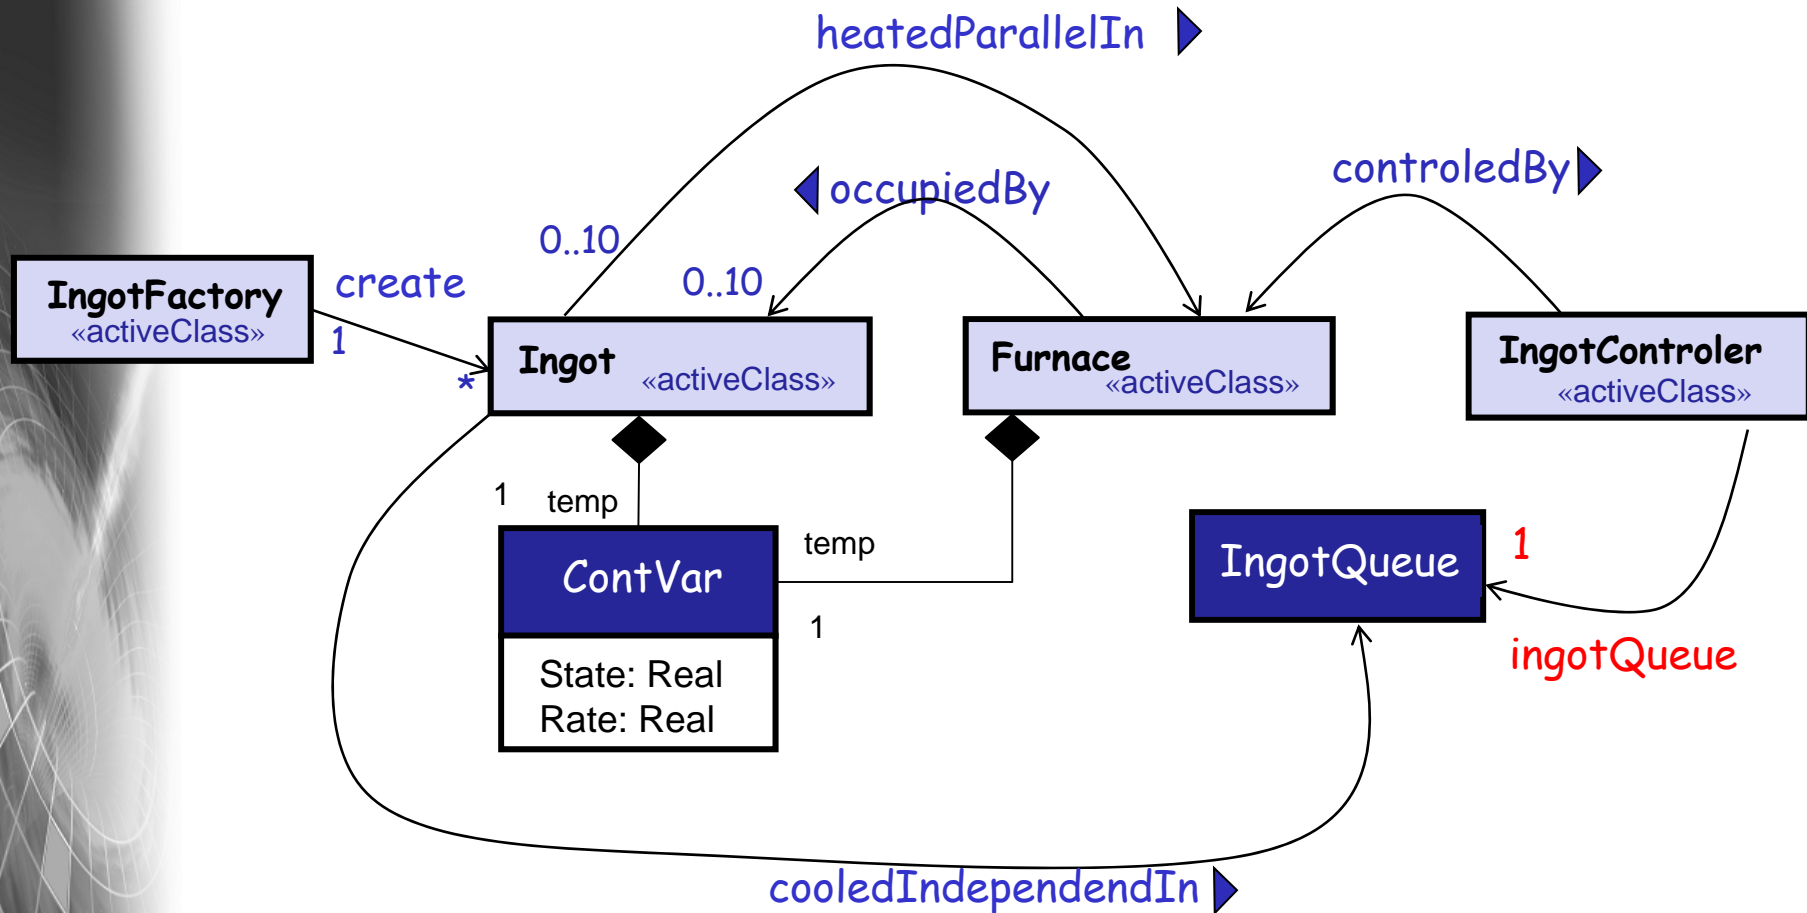 heatedParallelIn
controledBy
occupiedBy
0..10
0..10
create
IngotFactory
«activeClass»
1
*
Ingot
«activeClass»
Furnace
«activeClass»
IngotControler
«activeClass»
1
temp
temp
1
ContVar
State: Real
Rate: Real
IngotQueue
1
ingotQueue
cooledIndependendIn